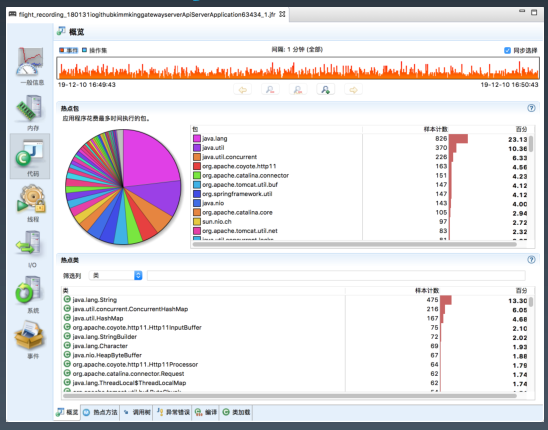 flight_recording_180131iogithubkimmkinggatewayserverApiServerApplication63434_1.jfr
概览
事件 操作集
间隔: 1 分钟 (全部)
同步选择
19-12-10 16:49:43
19-12-10 16:50:43
一般信息
内存
代码
线程
I/O
系统
事件
热点包
应用程序花费最多时间执行的包。
包 样本计数 百分
java.lang 826 23.13
java.util 370 10.36
java.util.concurrent 226 6.33
org.apache.coyote.http11 163 4.56
org.apache.catalina.connector 151 4.23
org.apache.tomcat.util.buf 147 4.12
org.springframework.util 147 4.12
java.nio 143 4.00
org.apache.catalina.core 105 2.94
sun.nio.ch 97 2.72
org.apache.tomcat.util.net 83 2.32
热点类
筛选列 类
类 样本计数 百分
java.lang.String 475 13.30
java.util.concurrent.ConcurrentHashMap 216 6.05
java.util.HashMap 167 4.68
org.apache.coyote.http11.Http11InputBuffer 75 2.10
java.lang.StringBuilder 72 2.02
java.lang.Character 69 1.93
java.nio.HeapByteBuffer 67 1.88
org.apache.coyote.http11.Http11Processor 64 1.79
org.apache.catalina.connector.Request 62 1.74
java.lang.ThreadLocal$ThreadLocalMap 62 1.74
概览 热点方法 调用树 异常错误 编译 类加载